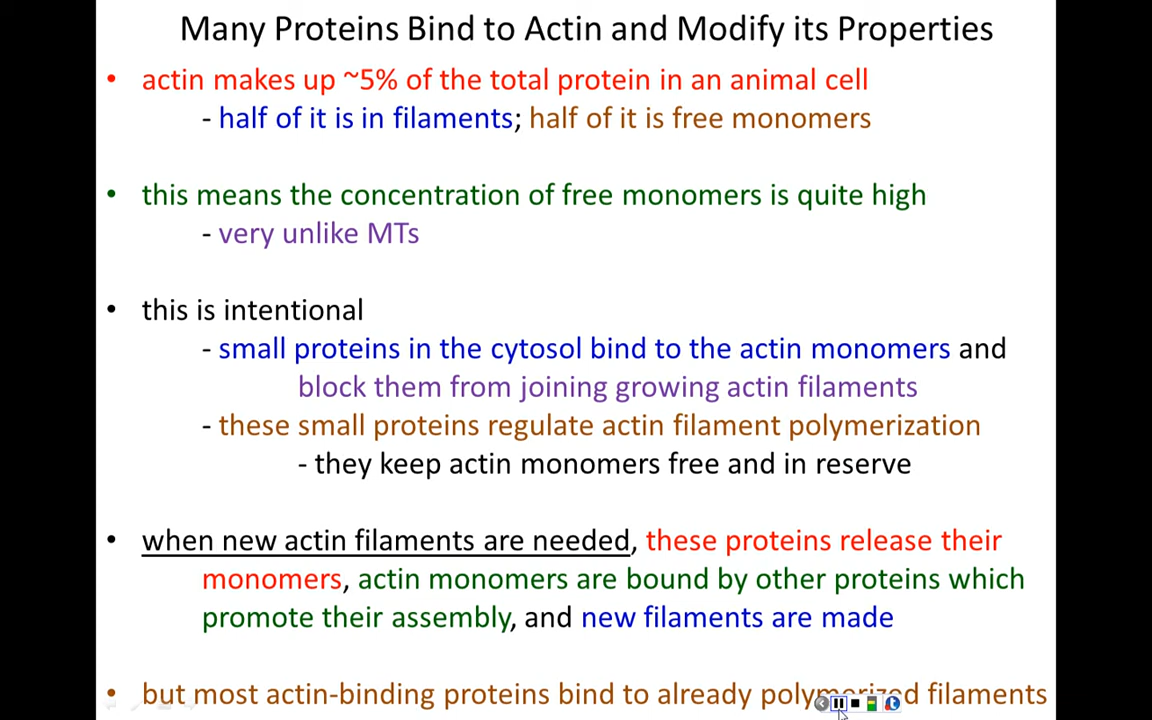 Many Proteins Bind to Actin and Modify its Properties
• actin makes up ~5% of the total protein in an animal cell
- half of it is in filaments; half of it is free monomers
• this means the concentration of free monomers is quite high
- very unlike MTs
• this is intentional
- small proteins in the cytosol bind to the actin monomers and
block them from joining growing actin filaments
- these small proteins regulate actin filament polymerization
- they keep actin monomers free and in reserve
• when new actin filaments are needed, these proteins release their
monomers, actin monomers are bound by other proteins which
promote their assembly, and new filaments are made
• but most actin-binding proteins bind to already polymerized filaments